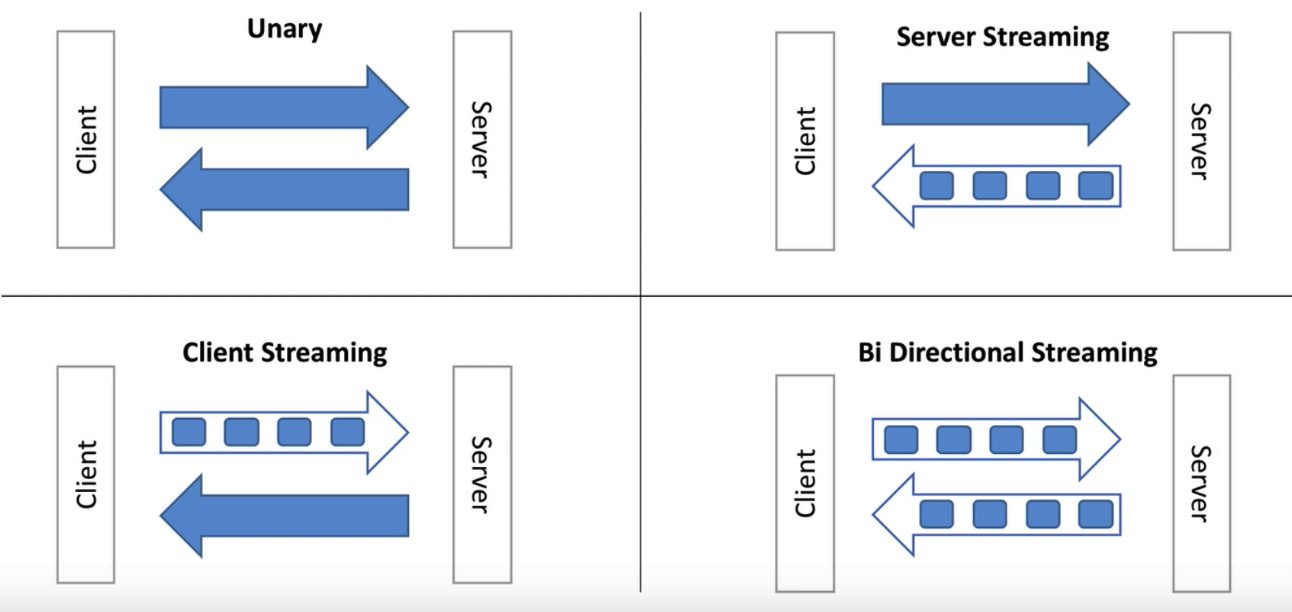 Unary
Client
Server
Server Streaming
Client
Server
Client Streaming
Client
Server
Bi Directional Streaming
Client
Server